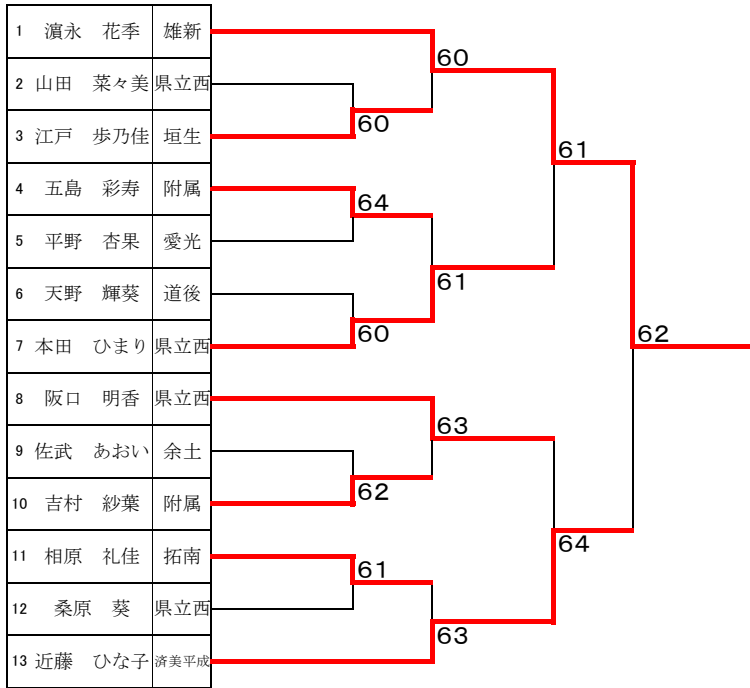 1 濵永 花季 雄新
60
2 山田 菜々美 県立西
60
3 江戸 歩乃佳 垣生
61
4 五島 彩寿 附属
64
5 平野 杏果 愛光
61
6 天野 輝葵 道後
60
7 本田 ひまり 県立西
62
8 阪口 明香 県立西
63
9 佐武 あおい 余土
62
10 吉村 紗葉 附属
64
11 相原 礼佳 拓南
61
12 桑原 葵 県立西
63
13 近藤 ひな子 済美平成